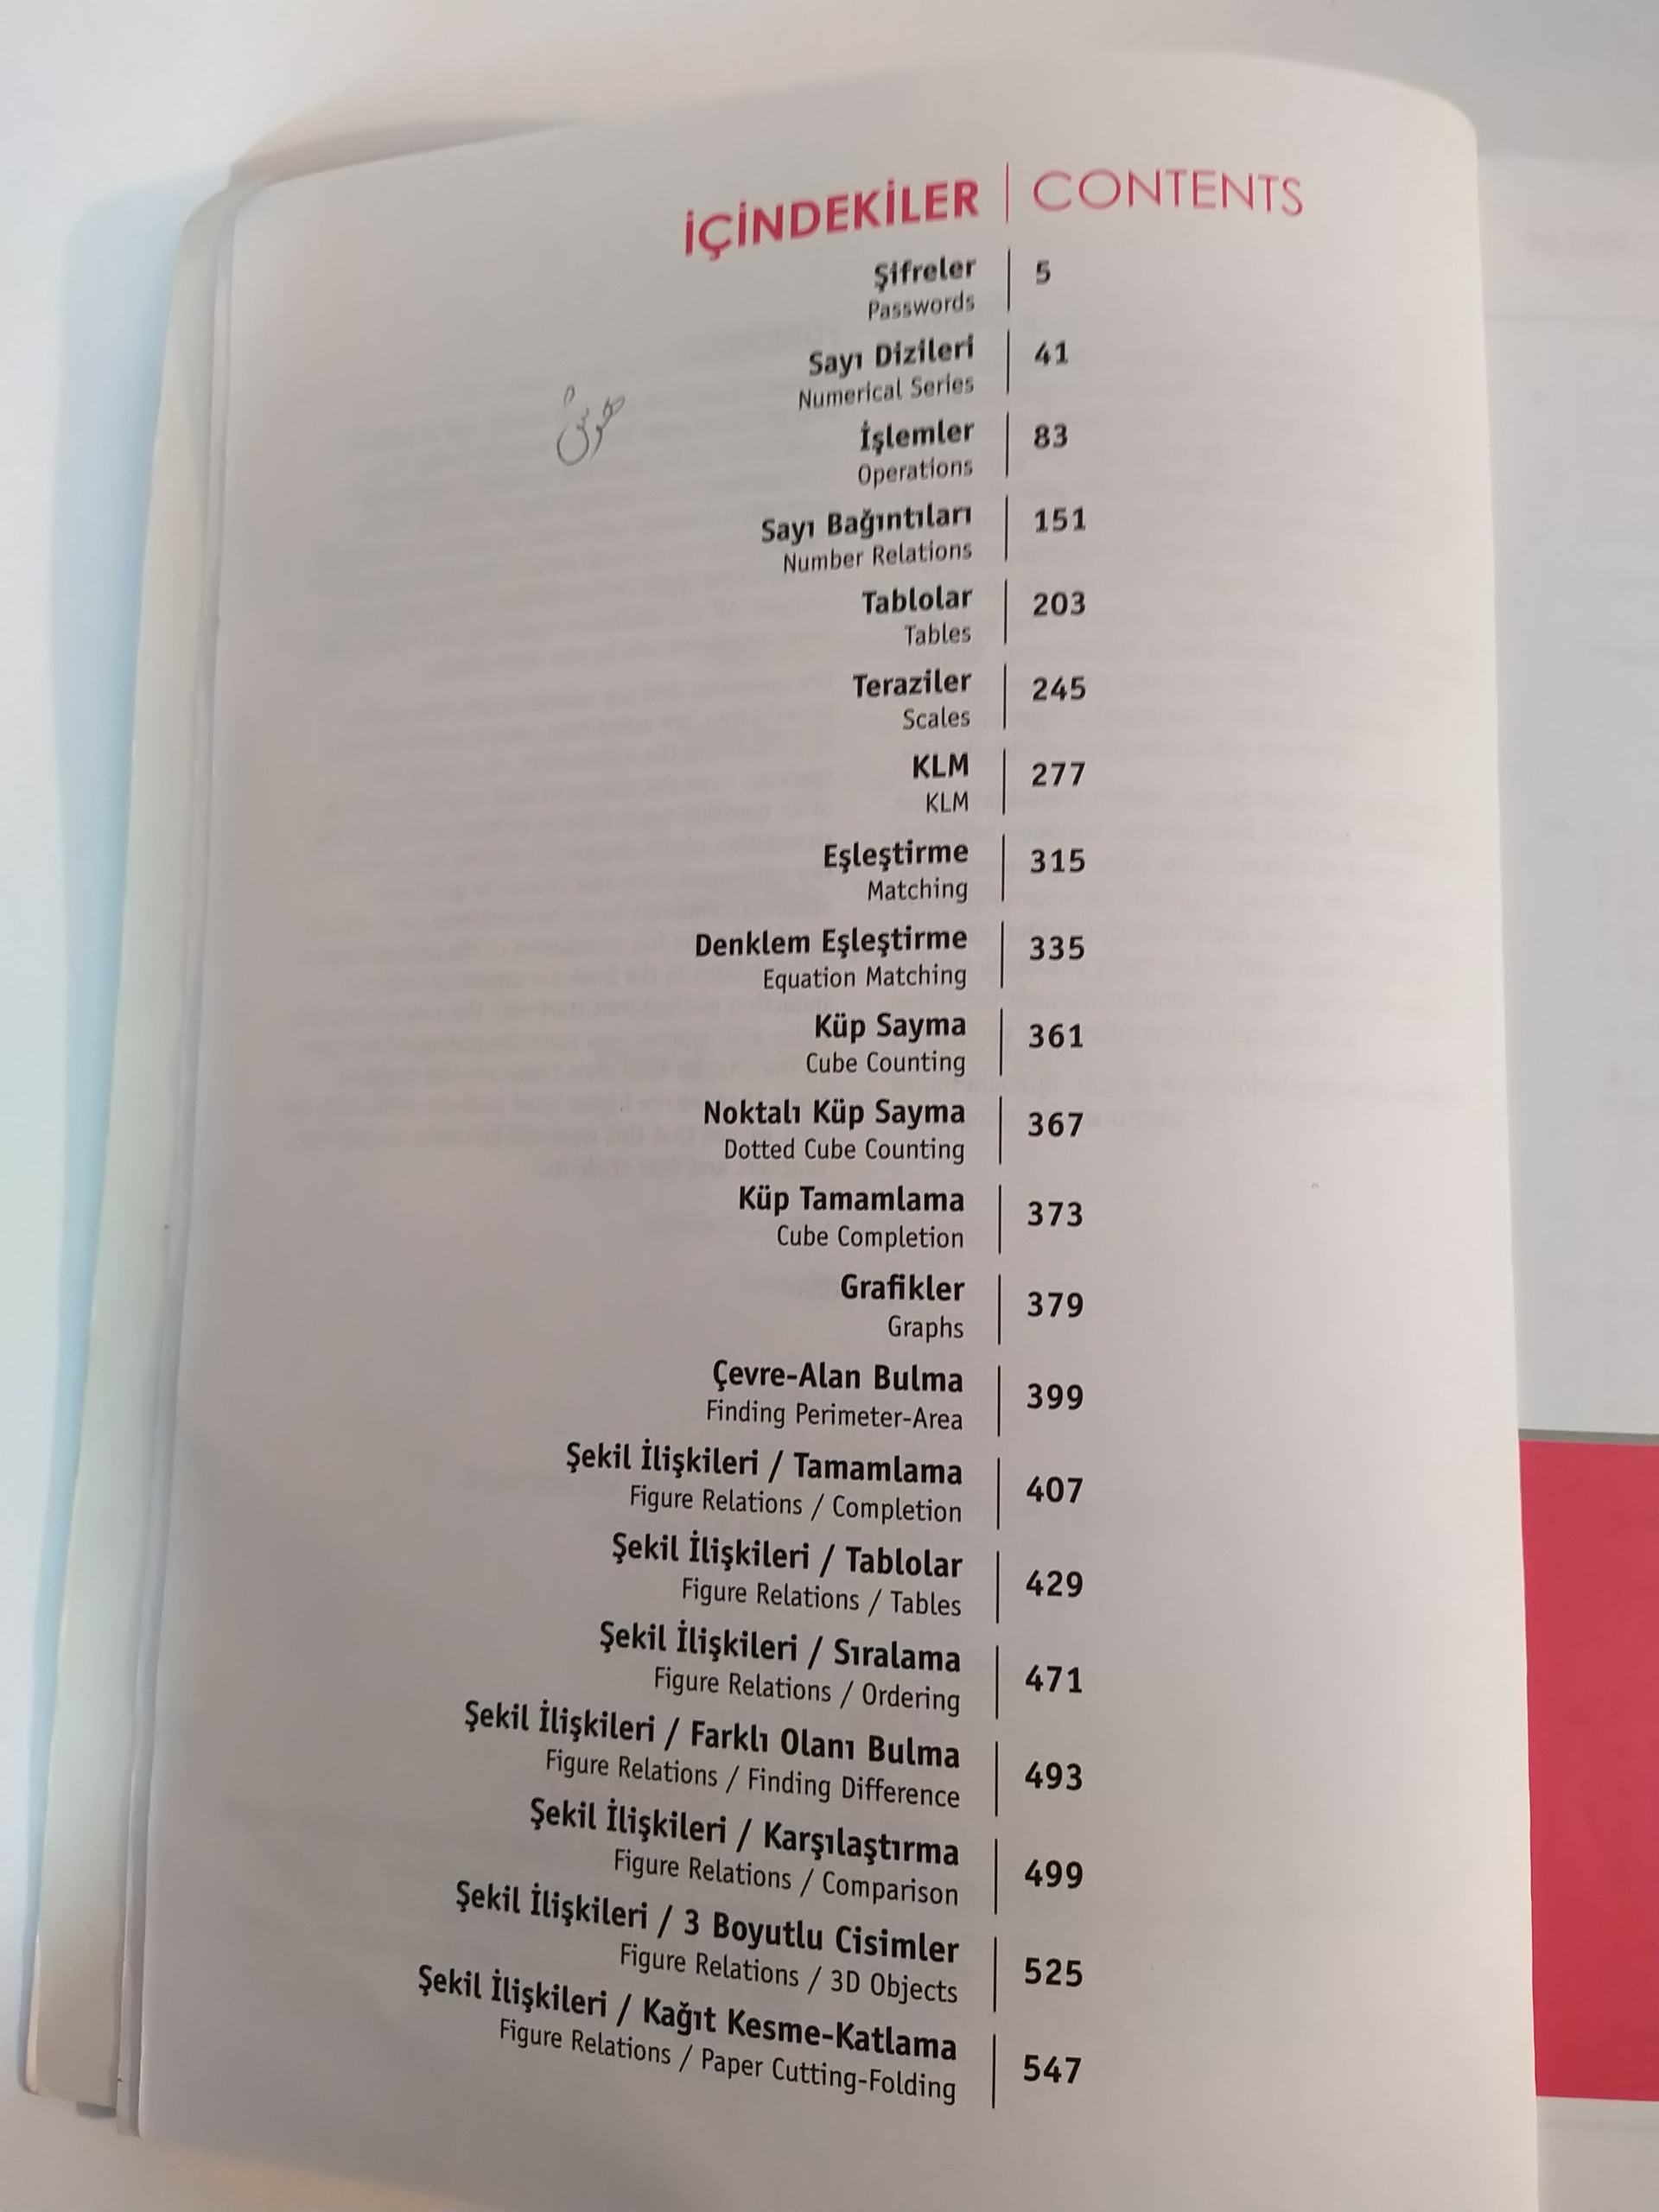 İÇİNDEKİLER | CONTENTS
Şifreler | 5
Passwords
Sayı Dizileri | 41
Numerical Series
İşlemler | 83
Operations
Sayı Bağıntıları | 151
Number Relations
Tablolar | 203
Tables
Teraziler | 245
Scales
KLM | 277
KLM
Eşleştirme | 315
Matching
Denklem Eşleştirme | 335
Equation Matching
Küp Sayma | 361
Cube Counting
Noktalı Küp Sayma | 367
Dotted Cube Counting
Küp Tamamlama | 373
Cube Completion
Grafikler | 379
Graphs
Çevre-Alan Bulma | 399
Finding Perimeter-Area
Şekil İlişkileri / Tamamlama | 407
Figure Relations / Completion
Şekil İlişkileri / Tablolar | 429
Figure Relations / Tables
Şekil İlişkileri / Sıralama | 471
Figure Relations / Ordering
Şekil İlişkileri / Farklı Olanı Bulma | 493
Figure Relations / Finding Difference
Şekil İlişkileri / Karşılaştırma | 499
Figure Relations / Comparison
Şekil İlişkileri / 3 Boyutlu Cisimler | 525
Figure Relations / 3D Objects
Şekil İlişkileri / Kağıt Kesme-Katlama | 547
Figure Relations / Paper Cutting-Folding